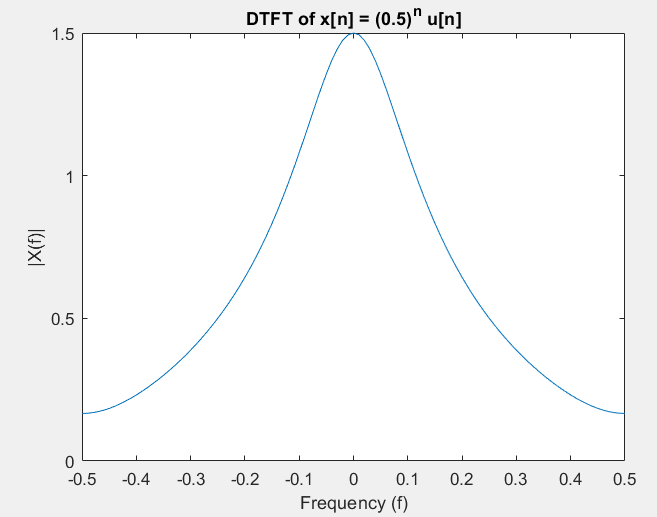 DTFT of x[n] = (0.5)^n u[n]
1.5
1
0.5
0
|X(f)|
-0.5 -0.4 -0.3 -0.2 -0.1 0 0.1 0.2 0.3 0.4 0.5
Frequency (f)